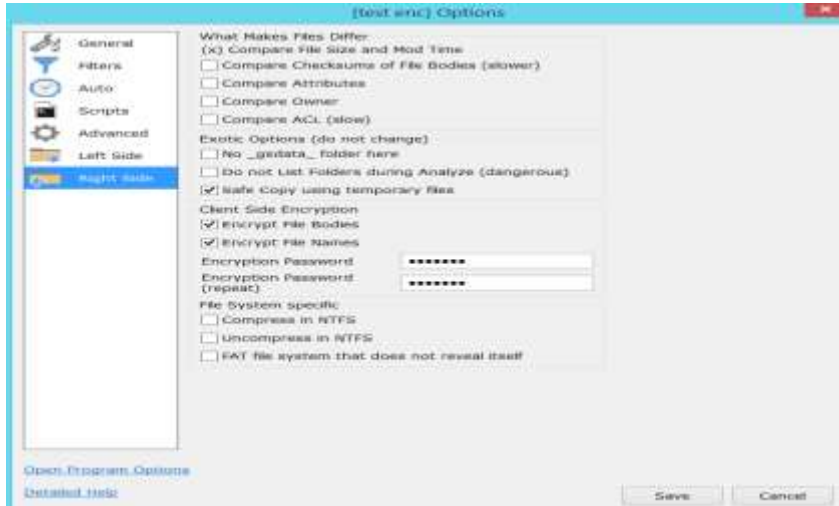 [test enc] Options
General
Filters
Auto
Scripts
Advanced
Left Side
Right Side
What Makes Files Differ
(x) Compare File Size and Mod Time
Compare Checksums of File Bodies (slower)
Compare Attributes
Compare Owner
Compare ACL (slow)
Exotic Options (do not change)
No _gsdata_ folder here
Do not List Folders during Analyze (dangerous)
Safe Copy using temporary files
Client Side Encryption
Encrypt File Bodies
Encrypt File Names
Encryption Password
•••••••
Encryption Password
(repeat)
•••••••
File System specific
Compress in NTFS
Uncompress in NTFS
FAT file system that does not reveal itself
Open Program Options
Detailed Help
Save
Cancel